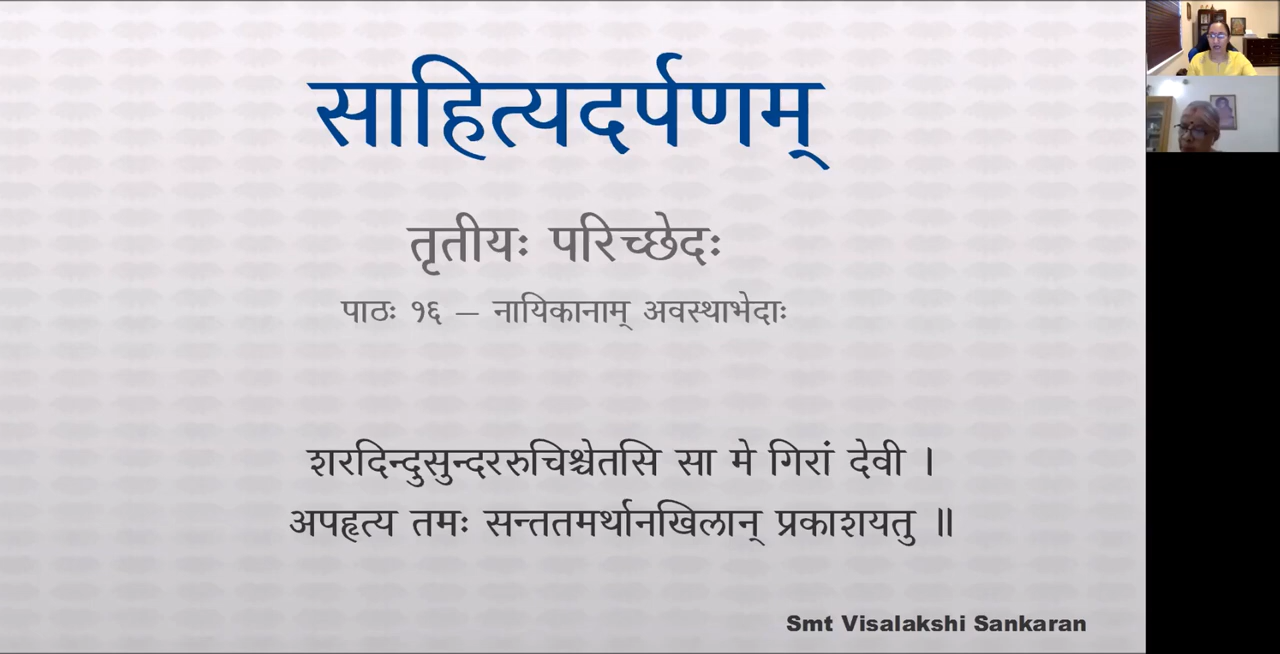 साहित्यदर्पणम्
तृतीयः परिच्छेदः
पाठः १६ – नायिकानाम् अवस्थाभेदाः
शरदिन्दुसुन्दररुचिश्चेतसि सा मे गिरां देवी ।
अपहृत्य तमः सन्ततमर्थानखिलान् प्रकाशयतु ॥
Smt Visalakshi Sankaran